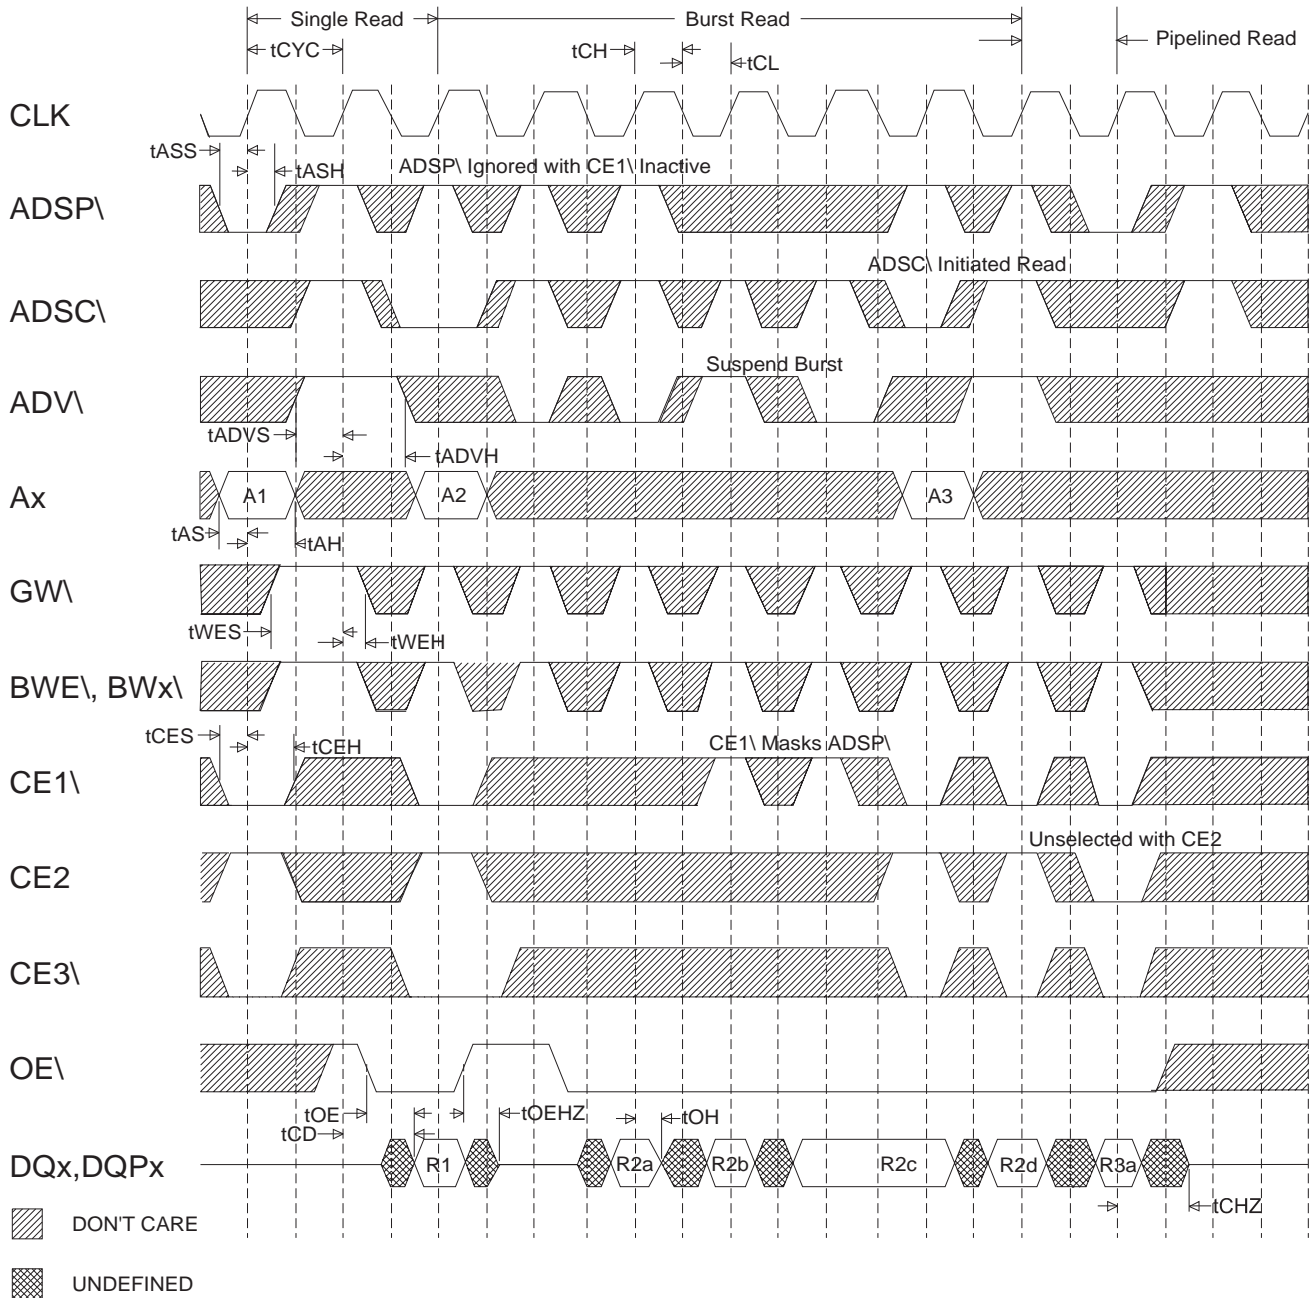 Single Read
Burst Read
Pipelined Read
tCYC
tCH
tCL
CLK
tASS
tASH
ADSP\ Ignored with CE1\ Inactive
ADSP\
ADSC\ Initiated Read
ADSC\
Suspend Burst
ADV\
tADVS
tADVH
Ax
A1
A2
A3
tAS
tAH
GW\
tWES
tWEH
BWE\, BWx\
tCES
tCEH
CE1\ Masks ADSP\
CE1\
Unselected with CE2
CE2
CE3\
OE\
tOE
tOEHZ
tOH
tCD
DQx,DQPx
R1
R2a
R2b
R2c
R2d
R3a
tCHZ
DON'T CARE
UNDEFINED